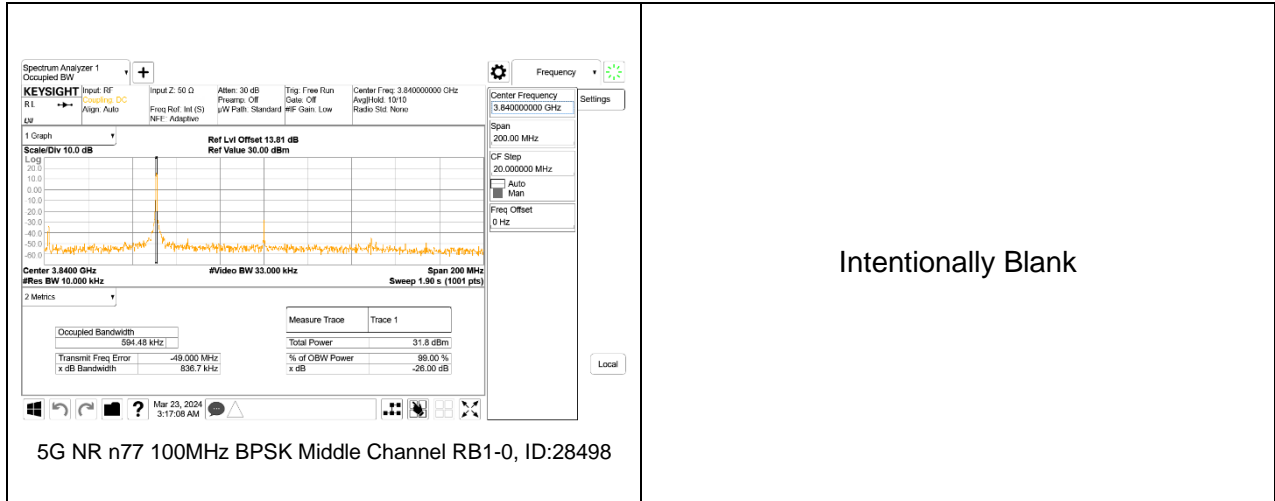 Spectrum Analyzer 1
Occupied BW
Frequency
KEYSIGHT
Input: RF
Coupling: DC
Align: Auto
Input Z: 50 Ω
Freq Ref: Int (S)
NFE: Adaptive
Atten: 30 dB
Preamp: Off
µW Path: Standard
Trig: Free Run
Gate: Off
#IF Gain: Low
Center Freq: 3.840000000 GHz
Avg|Hold: 10/10
Radio Std: None
RL
Center Frequency
3.840000000 GHz
Settings
Span
200.00 MHz
CF Step
20.000000 MHz
Auto
Man
Freq Offset
0 Hz
1 Graph
Scale/Div 10.0 dB
Ref Lvl Offset 13.81 dB
Ref Value 30.00 dBm
Log
20.0
10.0
0.00
-10.0
-20.0
-30.0
-40.0
-50.0
-60.0
Center 3.8400 GHz
#Video BW 33.000 kHz
Span 200 MHz
#Res BW 10.000 kHz
Sweep 1.90 s (1001 pts)
2 Metrics
Measure Trace
Trace 1
Occupied Bandwidth
594.48 kHz
Total Power
31.8 dBm
Transmit Freq Error
-49.000 MHz
% of OBW Power
99.00 %
x dB Bandwidth
836.7 kHz
x dB
-26.00 dB
Local
?
Mar 23, 2024
3:17:08 AM
5G NR n77 100MHz BPSK Middle Channel RB1-0, ID:28498
Intentionally Blank